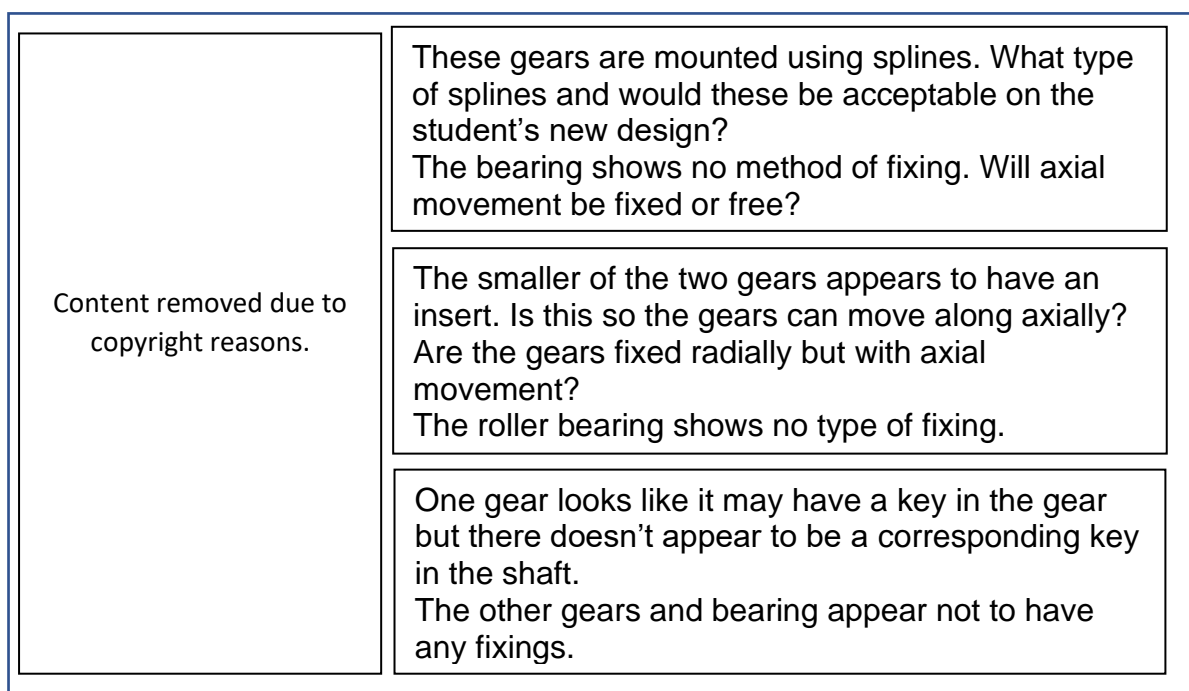 Content removed due to
copyright reasons.
These gears are mounted using splines. What type
of splines and would these be acceptable on the
student’s new design?
The bearing shows no method of fixing. Will axial
movement be fixed or free?
The smaller of the two gears appears to have an
insert. Is this so the gears can move along axially?
Are the gears fixed radially but with axial
movement?
The roller bearing shows no type of fixing.
One gear looks like it may have a key in the gear
but there doesn’t appear to be a corresponding key
in the shaft.
The other gears and bearing appear not to have
any fixings.